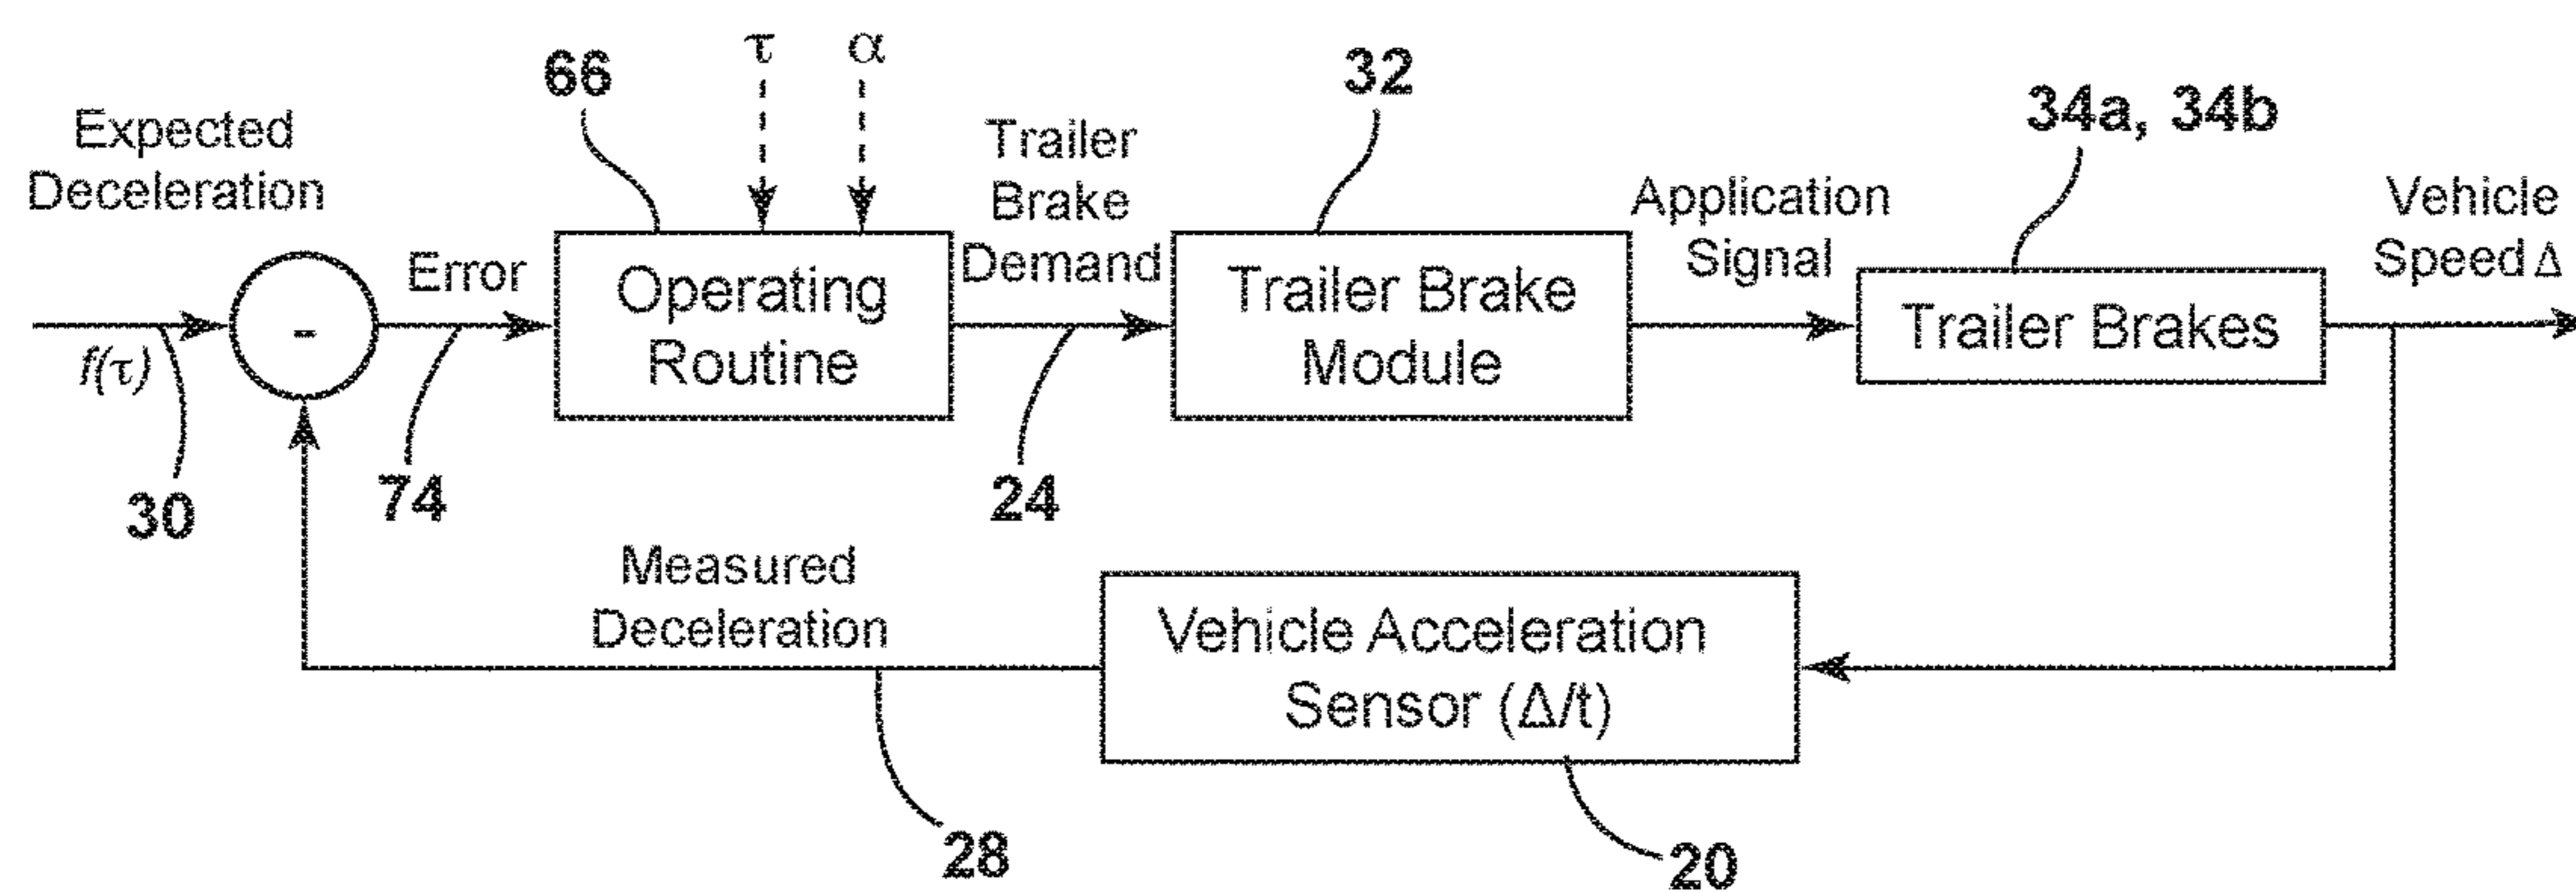 τ
α
66
32
34a, 34b
Expected
Deceleration
Trailer
Brake
Demand
Application
Signal
Vehicle
Speed Δ
Error
-
Operating
Routine
Trailer Brake
Module
Trailer Brakes
f(τ)
30
74
24
Measured
Deceleration
Vehicle Acceleration
Sensor (Δ/t)
28
20